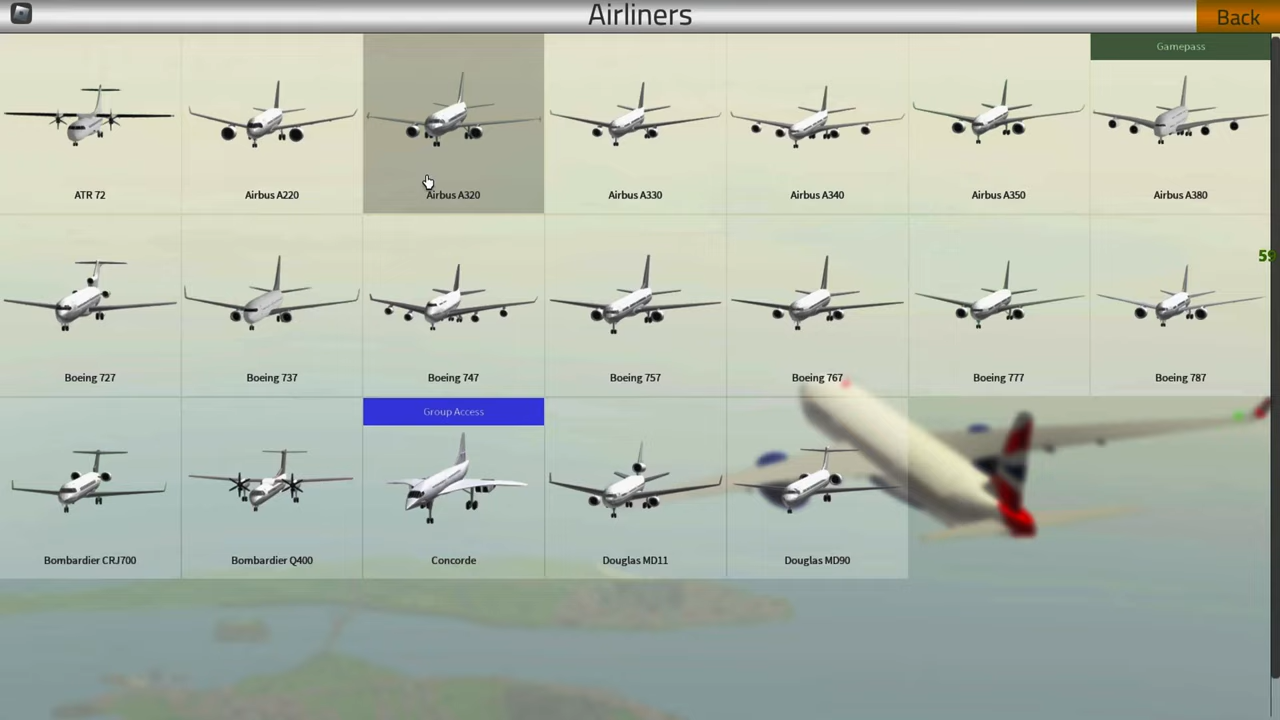 Airliners
Back
Gamepass
ATR 72
Airbus A220
Airbus A320
Airbus A330
Airbus A340
Airbus A350
Airbus A380
59
Boeing 727
Boeing 737
Boeing 747
Boeing 757
Boeing 767
Boeing 777
Boeing 787
Group Access
Bombardier CRJ700
Bombardier Q400
Concorde
Douglas MD11
Douglas MD90